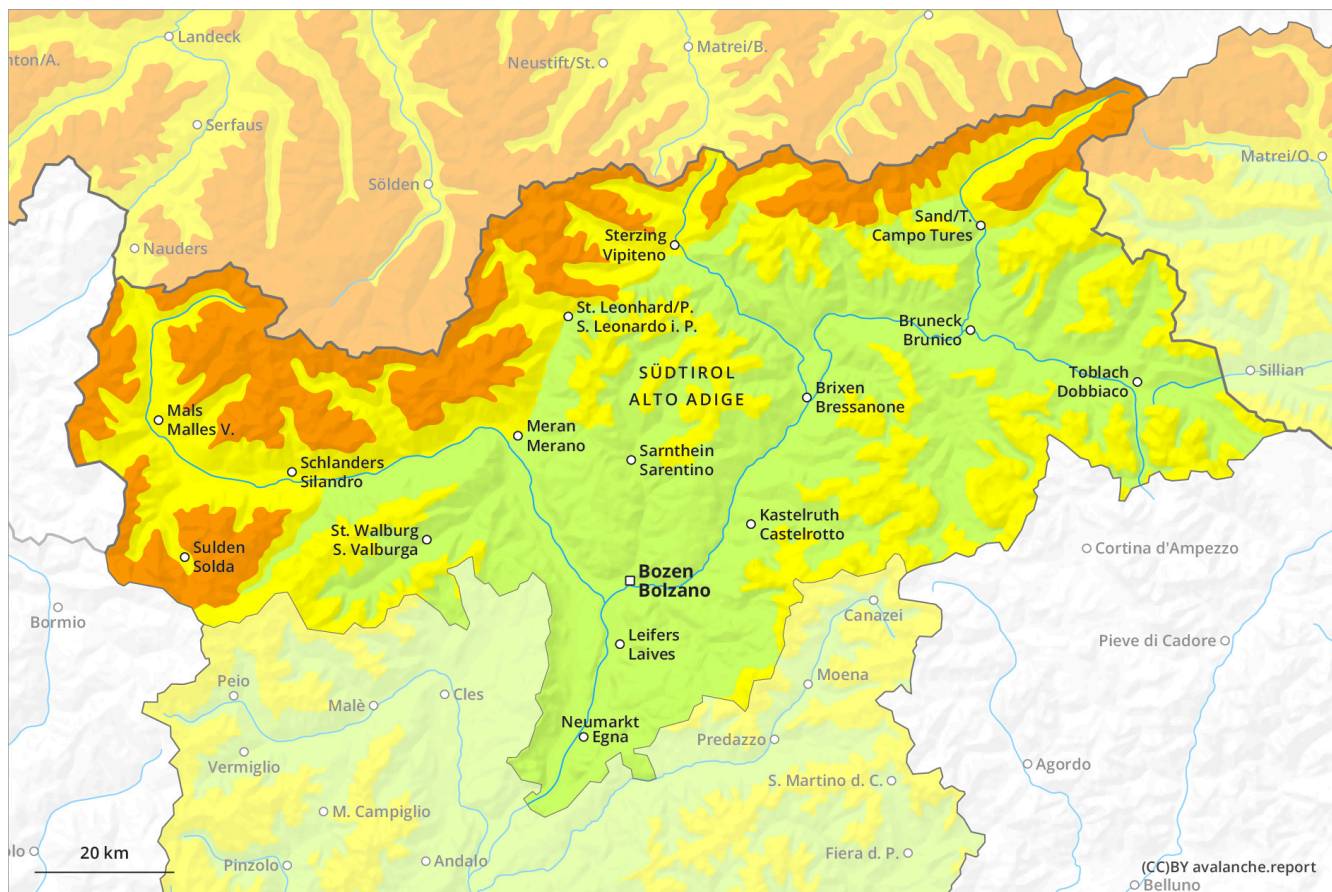 Landeck
nton/A.
Matrei/B.
Neustift/St.
Serfaus
Matrei/O.
Sölden
Sand/T.
Campo Tures
Sterzing
Vipiteno
Nauders
St. Leonhard/P.
S. Leonardo i. P.
Bruneck
Brunico
SÜDTIROL
ALTO ADIGE
Toblach
Dobbiaco
Sillian
Brixen
Bressanone
Mals
Malles V.
Meran
Merano
Sarnthein
Sarentino
Schlanders
Silandro
Kastelruth
Castelrotto
St. Walburg
S. Valburga
Sulden
Solda
Cortina d'Ampezzo
Bozen
Bolzano
Bormio
Canazei
Leifers
Laives
Pieve di Cadore
Peio
Moena
Malè
Cles
Neumarkt
Egna
Predazzo
Vermiglio
Agordo
S. Martino d. C.
M. Campiglio
olo
20 km
Pinzolo
Andalo
Fiera d. P.
(CC)BY avalanche.report
Belluno